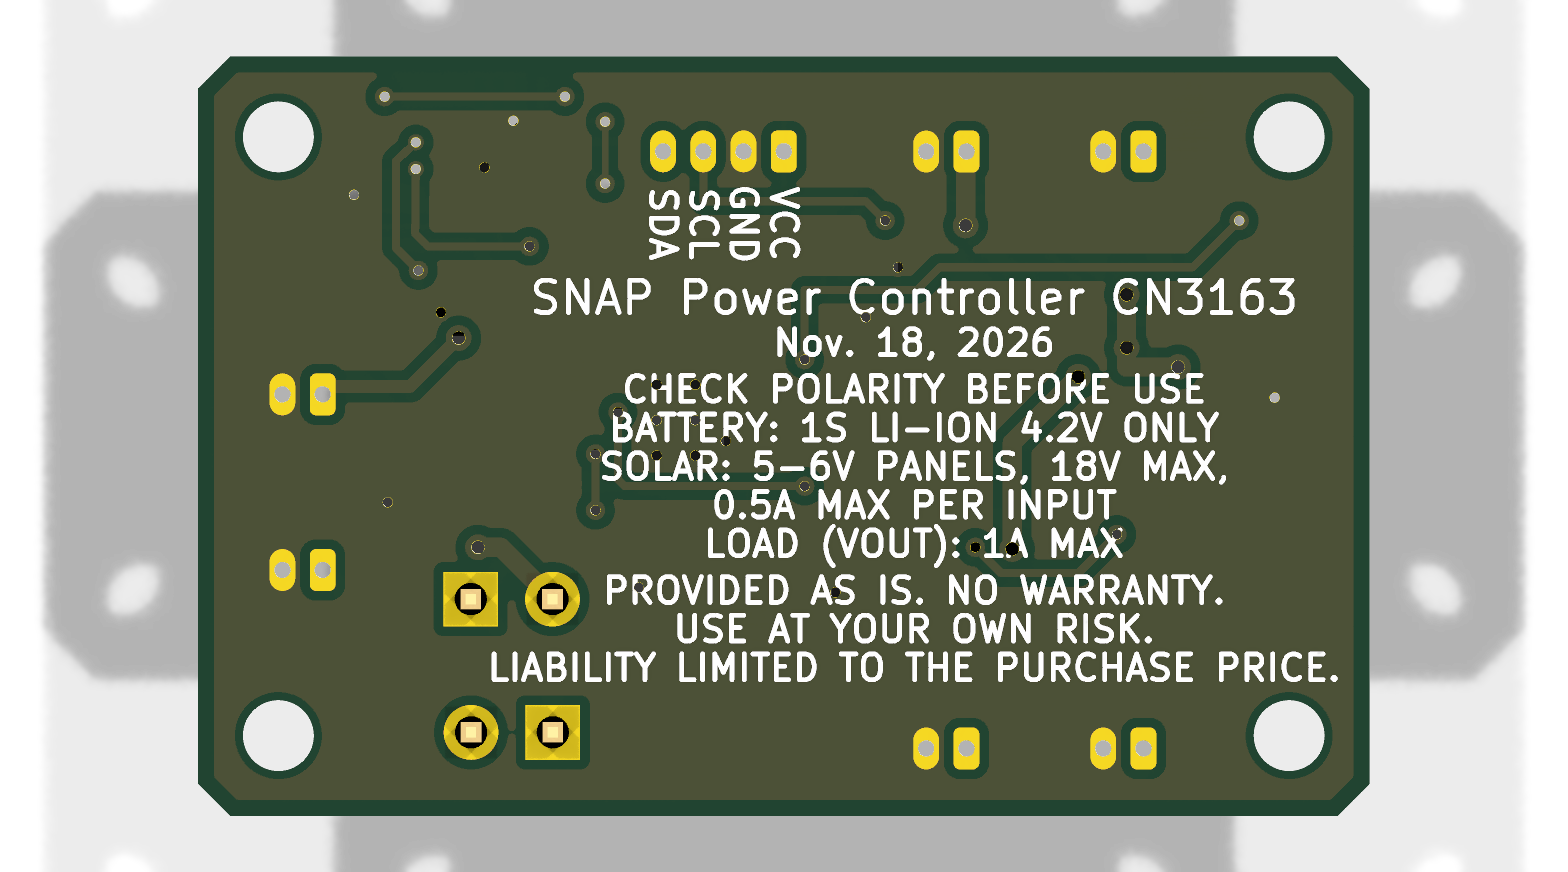 SDA
SCL
GND
VCC
SNAP Power Controller CN3163
Nov. 18, 2026
CHECK POLARITY BEFORE USE
BATTERY: 1S LI-ION 4.2V ONLY
SOLAR: 5-6V PANELS, 18V MAX,
0.5A MAX PER INPUT
LOAD (VOUT): 1A MAX
PROVIDED AS IS. NO WARRANTY.
USE AT YOUR OWN RISK.
LIABILITY LIMITED TO THE PURCHASE PRICE.